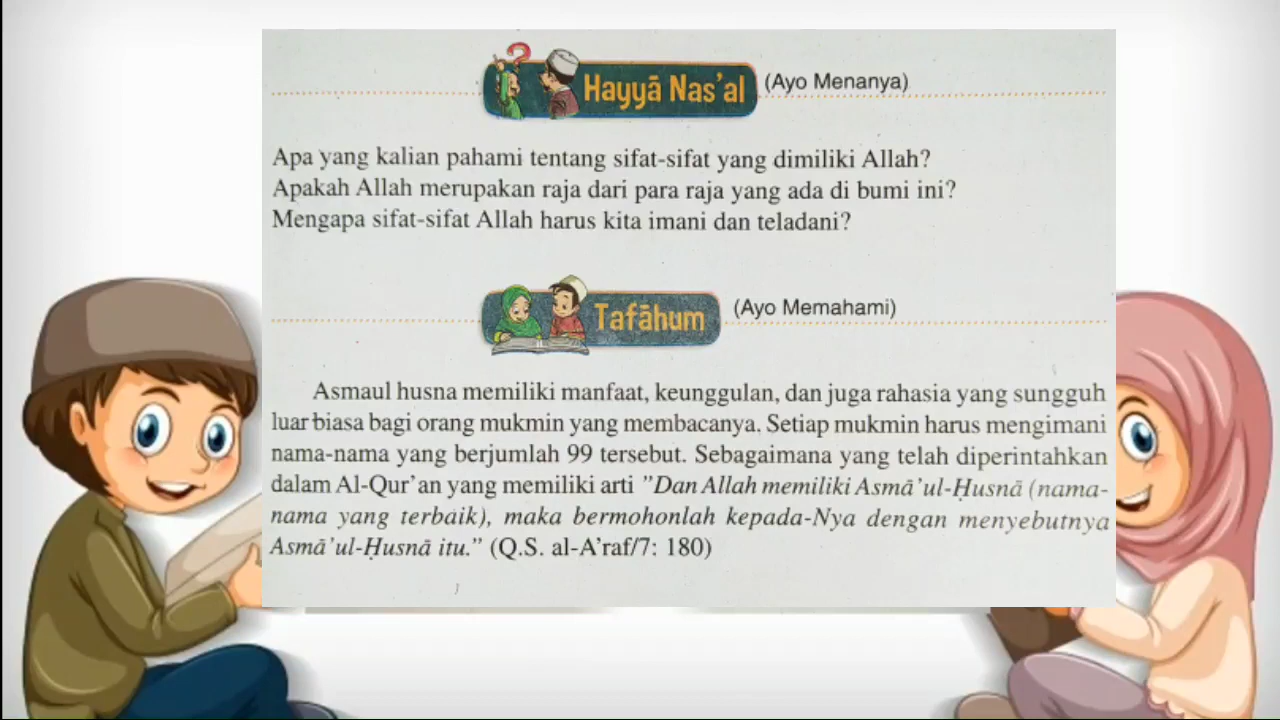 Hayyā Nas'al (Ayo Menanya)
Apa yang kalian pahami tentang sifat-sifat yang dimiliki Allah?
Apakah Allah merupakan raja dari para raja yang ada di bumi ini?
Mengapa sifat-sifat Allah harus kita imani dan teladani?
Tafāhum (Ayo Memahami)
Asmaul husna memiliki manfaat, keunggulan, dan juga rahasia yang sungguh
luar biasa bagi orang mukmin yang membacanya. Setiap mukmin harus mengimani
nama-nama yang berjumlah 99 tersebut. Sebagaimana yang telah diperintahkan
dalam Al-Qur'an yang memiliki arti "Dan Allah memiliki Asmā'ul-Ḥusnā (nama-
nama yang terbaik), maka bermohonlah kepada-Nya dengan menyebutnya
Asmā'ul-Ḥusnā itu." (Q.S. al-A'raf/7: 180)